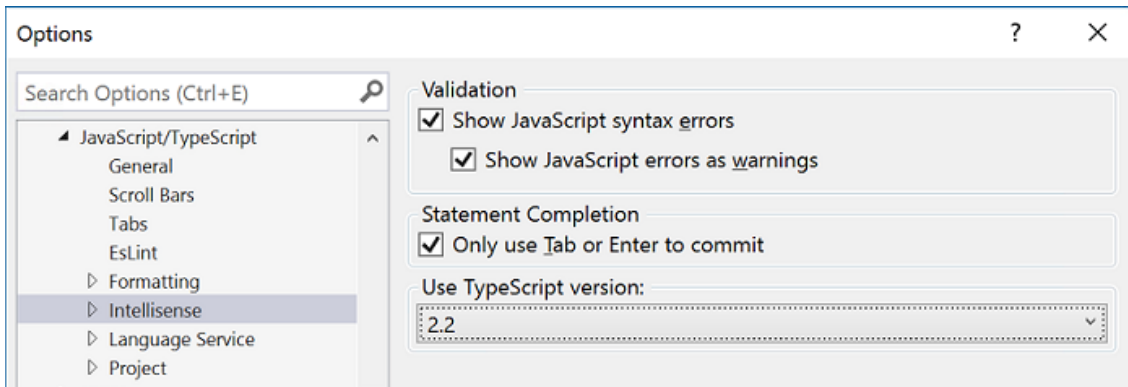 Options
?
Search Options (Ctrl+E)
JavaScript/TypeScript
General
Scroll Bars
Tabs
EsLint
Formatting
Intellisense
Language Service
Project
Validation
Show JavaScript syntax errors
Show JavaScript errors as warnings
Statement Completion
Only use Tab or Enter to commit
Use TypeScript version:
2.2